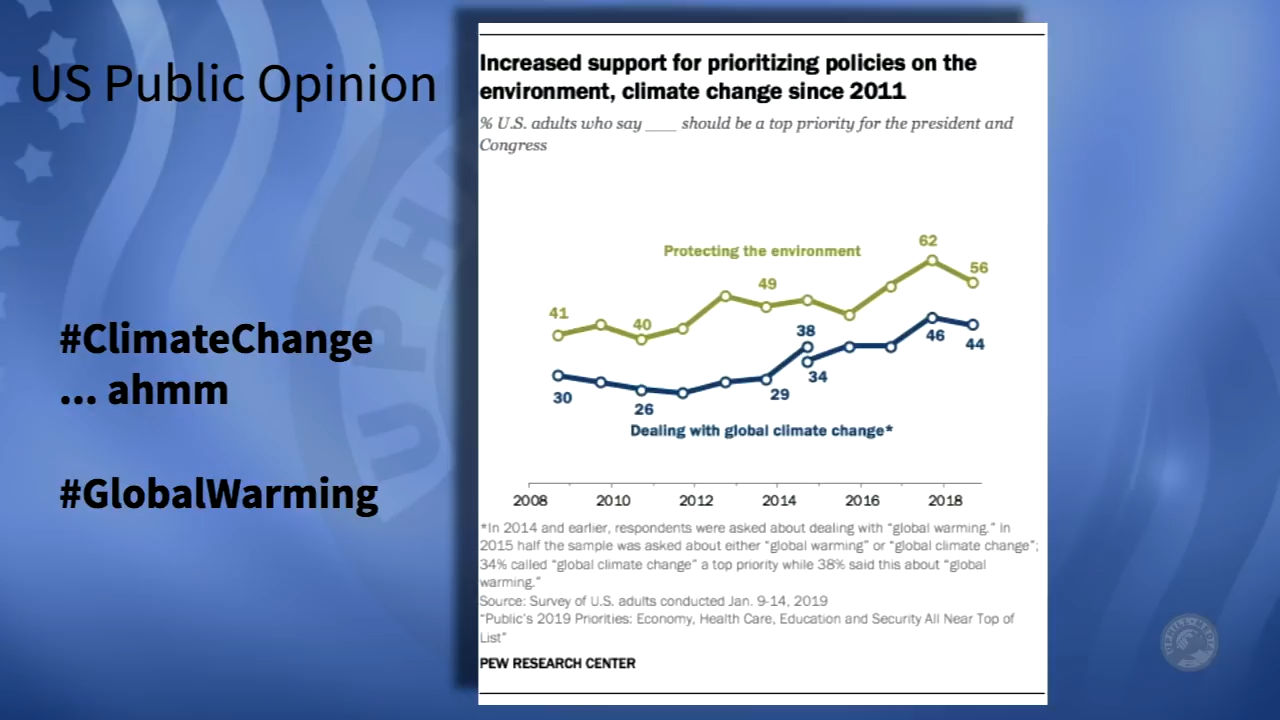 US Public Opinion
#ClimateChange
... ahmm
#GlobalWarming
Increased support for prioritizing policies on the
environment, climate change since 2011
% U.S. adults who say ___ should be a top priority for the president and
Congress
Protecting the environment
62
56
49
41
40
38
46
44
34
30
29
26
Dealing with global climate change*
2008 2010 2012 2014 2016 2018
*In 2014 and earlier, respondents were asked about dealing with “global warming.” In
2015 half the sample was asked about either “global warming” or “global climate change”;
34% called “global climate change” a top priority while 38% said this about “global
warming.”
Source: Survey of U.S. adults conducted Jan. 9-14, 2019
“Public’s 2019 Priorities: Economy, Health Care, Education and Security All Near Top of
List”
PEW RESEARCH CENTER